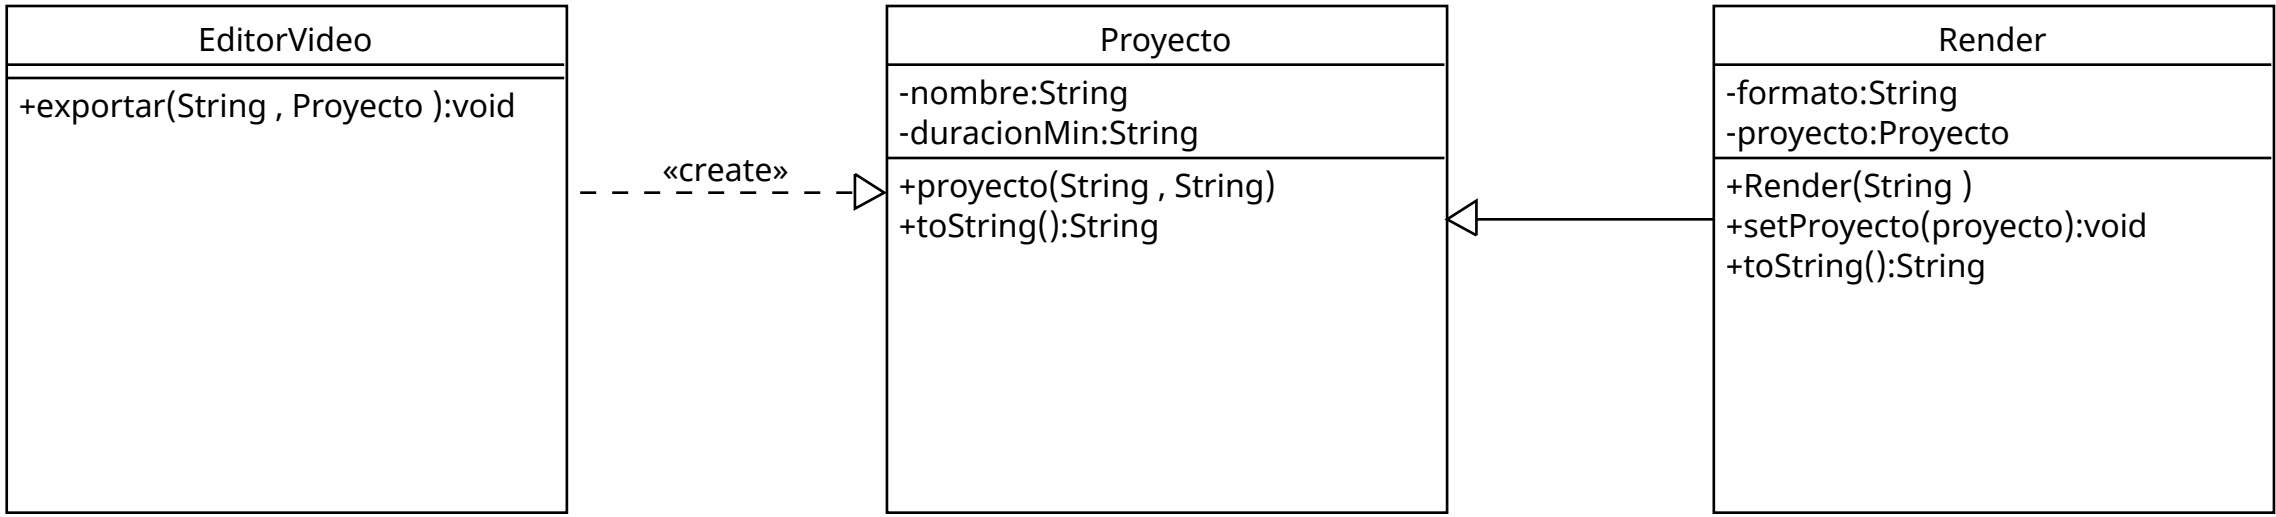 EditorVideo
+exportar(String , Proyecto ):void
«create»
Proyecto
-nombre:String
-duracionMin:String
+proyecto(String , String)
+toString():String
Render
-formato:String
-proyecto:Proyecto
+Render(String )
+setProyecto(proyecto):void
+toString():String